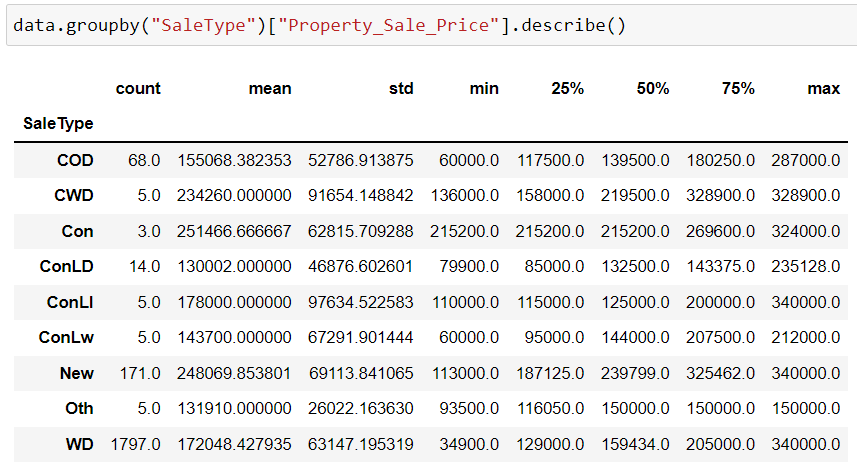 data.groupby("SaleType")["Property_Sale_Price"].describe()
count mean std min 25% 50% 75% max
SaleType
COD 68.0 155068.382353 52786.913875 60000.0 117500.0 139500.0 180250.0 287000.0
CWD 5.0 234260.000000 91654.148842 136000.0 158000.0 219500.0 328900.0 328900.0
Con 3.0 251466.666667 62815.709288 215200.0 215200.0 215200.0 269600.0 324000.0
ConLD 14.0 130002.000000 46876.602601 79900.0 85000.0 132500.0 143375.0 235128.0
ConLI 5.0 178000.000000 97634.522583 110000.0 115000.0 125000.0 200000.0 340000.0
ConLw 5.0 143700.000000 67291.901444 60000.0 95000.0 144000.0 207500.0 212000.0
New 171.0 248069.853801 69113.841065 113000.0 187125.0 239799.0 325462.0 340000.0
Oth 5.0 131910.000000 26022.163630 93500.0 116050.0 150000.0 150000.0 150000.0
WD 1797.0 172048.427935 63147.195319 34900.0 129000.0 159434.0 205000.0 340000.0